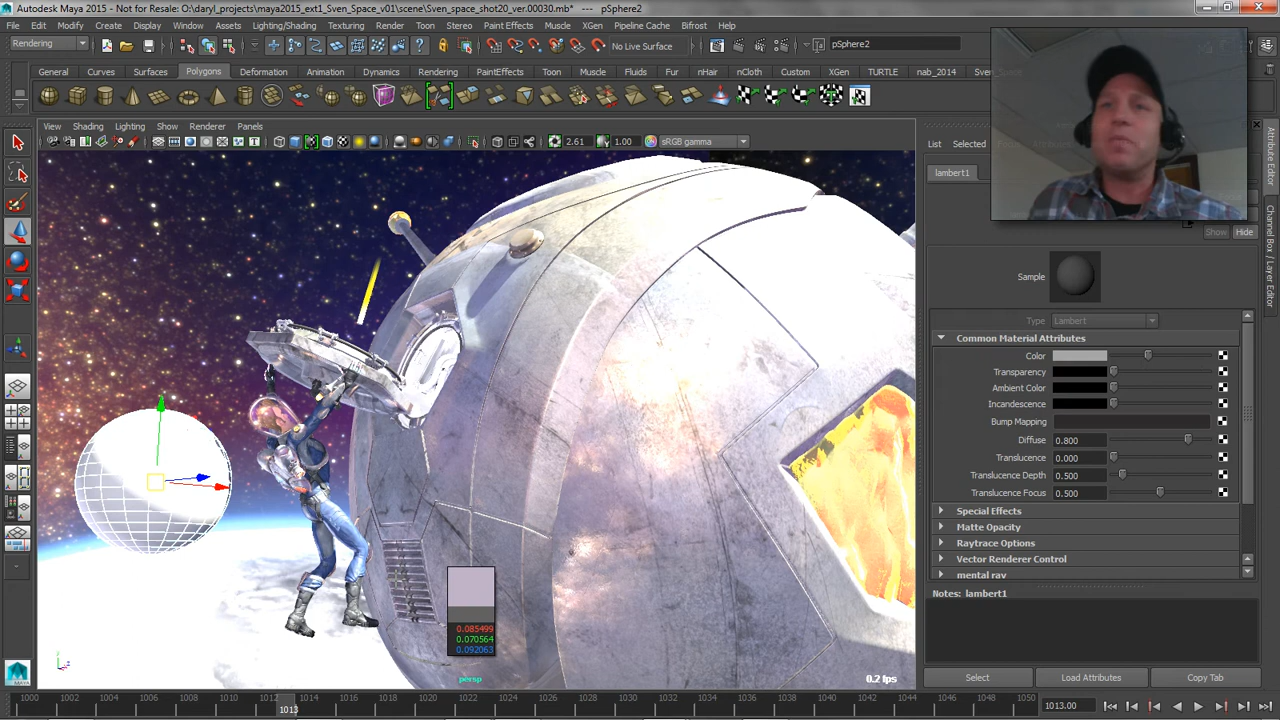 Autodesk Maya 2015 - Not for Resale: D:\daryl_projects\maya2015_ext1_Sven_Space_v01\scene\Sven_space_shot20_ver.00030.mb* --- pSphere2
File Edit Modify Create Display Window Assets Lighting/Shading Texturing Render Toon Stereo Paint Effects Muscle XGen Pipeline Cache Bifrost Help
Rendering No Live Surface pSphere2
General Curves Surfaces Polygons Deformation Animation Dynamics Rendering PaintEffects Toon Muscle Fluids Fur nHair nCloth Custom XGen TURTLE nab_2014
View Shading Lighting Show Renderer Panels
2.61 1.00 sRGB gamma
List Selected
lambert1
Show Hide
Sample
Type Lambert
Common Material Attributes
Color
Transparency
Ambient Color
Incandescence
Bump Mapping
Diffuse 0.800
Translucence 0.000
Translucence Depth 0.500
Translucence Focus 0.500
Special Effects
Matte Opacity
Raytrace Options
Vector Renderer Control
mental ray
Notes: lambert1
Select Load Attributes Copy Tab
Attribute Editor
Channel Box / Layer Editor
0.085499
0.070564
0.092063
persp
0.2 fps
1000 1002 1004 1006 1008 1010 1012 1014 1016 1018 1020 1022 1024 1026 1028 1030 1032 1034 1036 1038 1040 1042 1044 1046 1048 1050
1013
1013.00